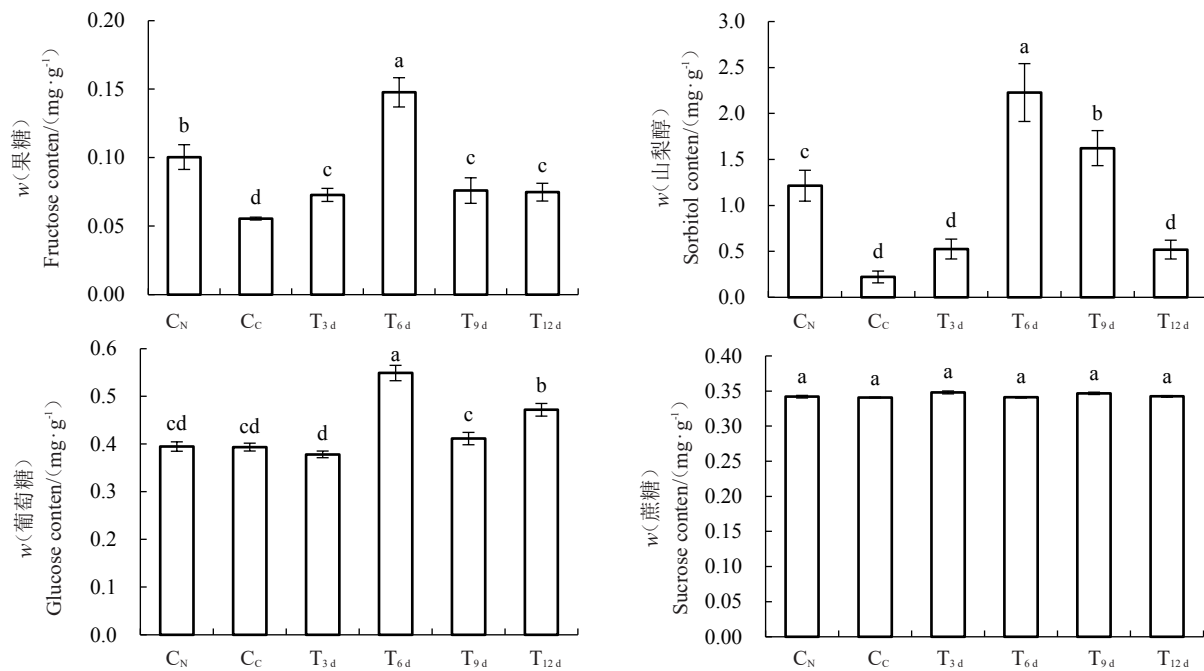 w(果糖)
Fructose conten/(mg·g⁻¹)
0.20
0.15
0.10
0.05
0.00
b
d
c
a
c
c
C_N
C_C
T_3 d
T_6 d
T_9 d
T_12 d
w(山梨醇)
Sorbitol conten/(mg·g⁻¹)
3.0
2.5
2.0
1.5
1.0
0.5
0.0
c
d
d
a
b
d
C_N
C_C
T_3 d
T_6 d
T_9 d
T_12 d
w(葡萄糖)
Glucose conten/(mg·g⁻¹)
0.6
0.5
0.4
0.3
0.2
0.1
0.0
cd
cd
d
a
c
b
C_N
C_C
T_3 d
T_6 d
T_9 d
T_12 d
w(蔗糖)
Sucrose conten/(mg·g⁻¹)
0.40
0.35
0.30
0.25
0.20
0.15
0.10
0.05
0.00
a
a
a
a
a
a
C_N
C_C
T_3 d
T_6 d
T_9 d
T_12 d